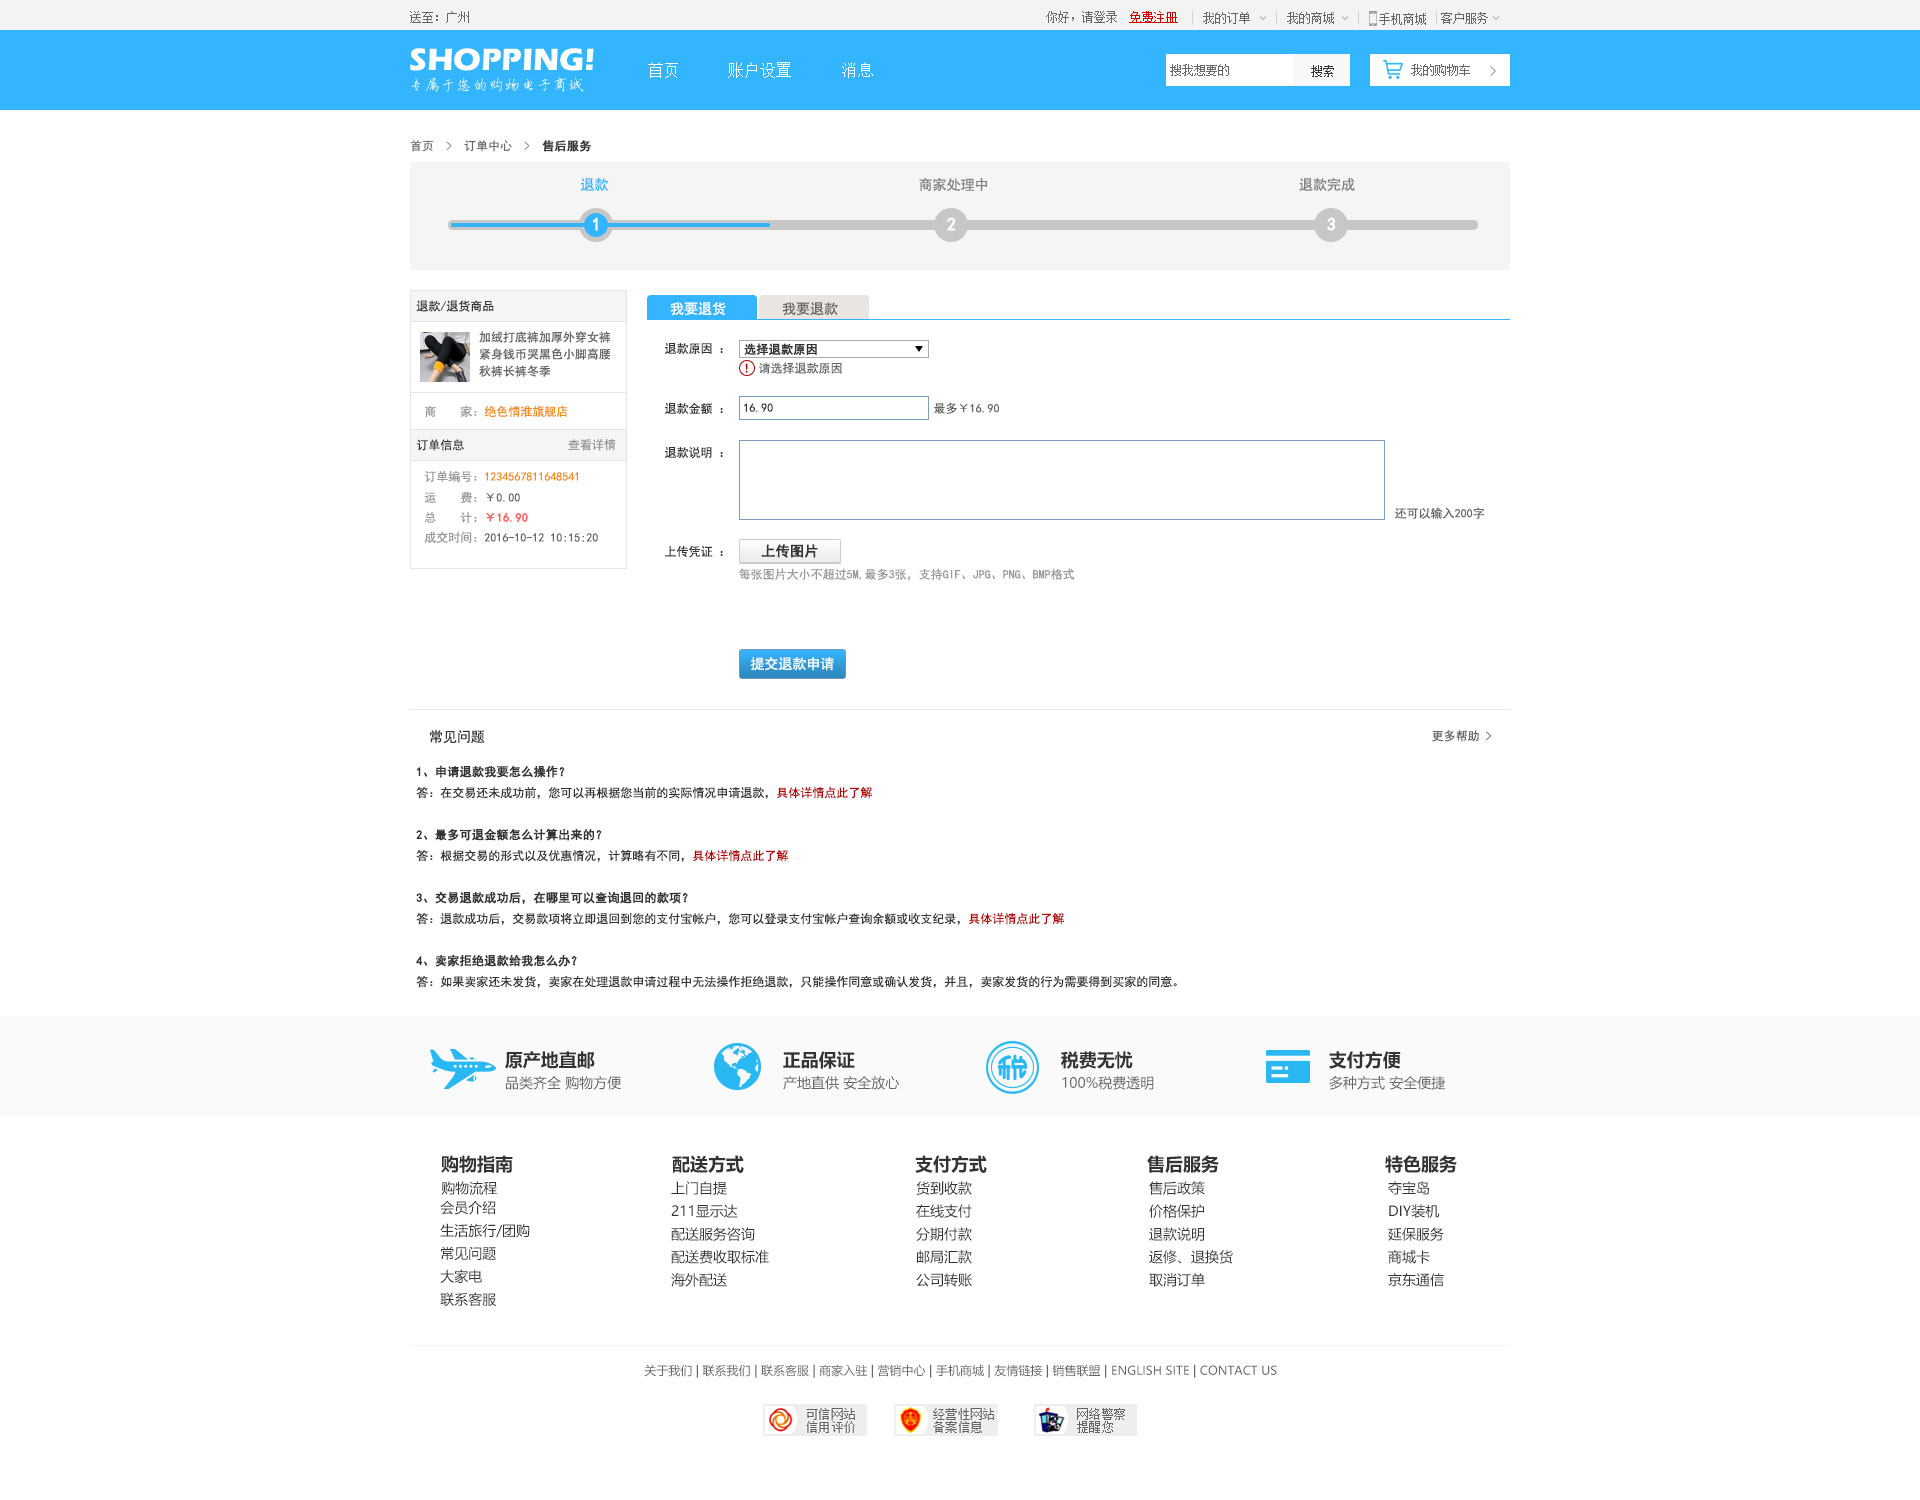 送至：广州
你好，请登录 免费注册 我的订单 我的商城 手机商城 客户服务
SHOPPING!
专属于您的购物电子商城
首页 账户设置 消息
搜我想要的 搜索 我的购物车
首页 > 订单中心 > 售后服务
退款 商家处理中 退款完成
1 2 3
退款/退货商品
加绒打底裤加厚外穿女裤
紧身钱币哭黑色小脚高腰
秋裤长裤冬季
商 家：绝色情淮旗舰店
订单信息 查看详情
订单编号：1234567811648541
运 费：￥0.00
总 计：￥16.90
成交时间：2016-10-12 10:15:20
我要退货 我要退款
退款原因 ： 选择退款原因
请选择退款原因
退款金额 ： 16.90 最多￥16.90
退款说明 ：
还可以输入200字
上传凭证 ： 上传图片
每张图片大小不超过5M,最多3张，支持GIF、JPG、PNG、BMP格式
提交退款申请
常见问题 更多帮助 >
1、申请退款我要怎么操作？
答：在交易还未成功前，您可以再根据您当前的实际情况申请退款，具体详情点此了解
2、最多可退金额怎么计算出来的？
答：根据交易的形式以及优惠情况，计算略有不同，具体详情点此了解
3、交易退款成功后，在哪里可以查询退回的款项？
答：退款成功后，交易款项将立即退回到您的支付宝帐户，您可以登录支付宝帐户查询余额或收支纪录，具体详情点此了解
4、卖家拒绝退款给我怎么办？
答：如果卖家还未发货，卖家在处理退款申请过程中无法操作拒绝退款，只能操作同意或确认发货，并且，卖家发货的行为需要得到买家的同意。
原产地直邮 正品保证 税费无忧 支付方便
品类齐全 购物方便 产地直供 安全放心 税 100%税费透明 多种方式 安全便捷
购物指南
购物流程
会员介绍
生活旅行/团购
常见问题
大家电
联系客服
配送方式
上门自提
211显示达
配送服务咨询
配送费收取标准
海外配送
支付方式
货到收款
在线支付
分期付款
邮局汇款
公司转账
售后服务
售后政策
价格保护
退款说明
返修、退换货
取消订单
特色服务
夺宝岛
DIY装机
延保服务
商城卡
京东通信
关于我们 | 联系我们 | 联系客服 | 商家入驻 | 营销中心 | 手机商城 | 友情链接 | 销售联盟 | ENGLISH SITE | CONTACT US
可信网站
信用评价
经营性网站
备案信息
网络警察
提醒您